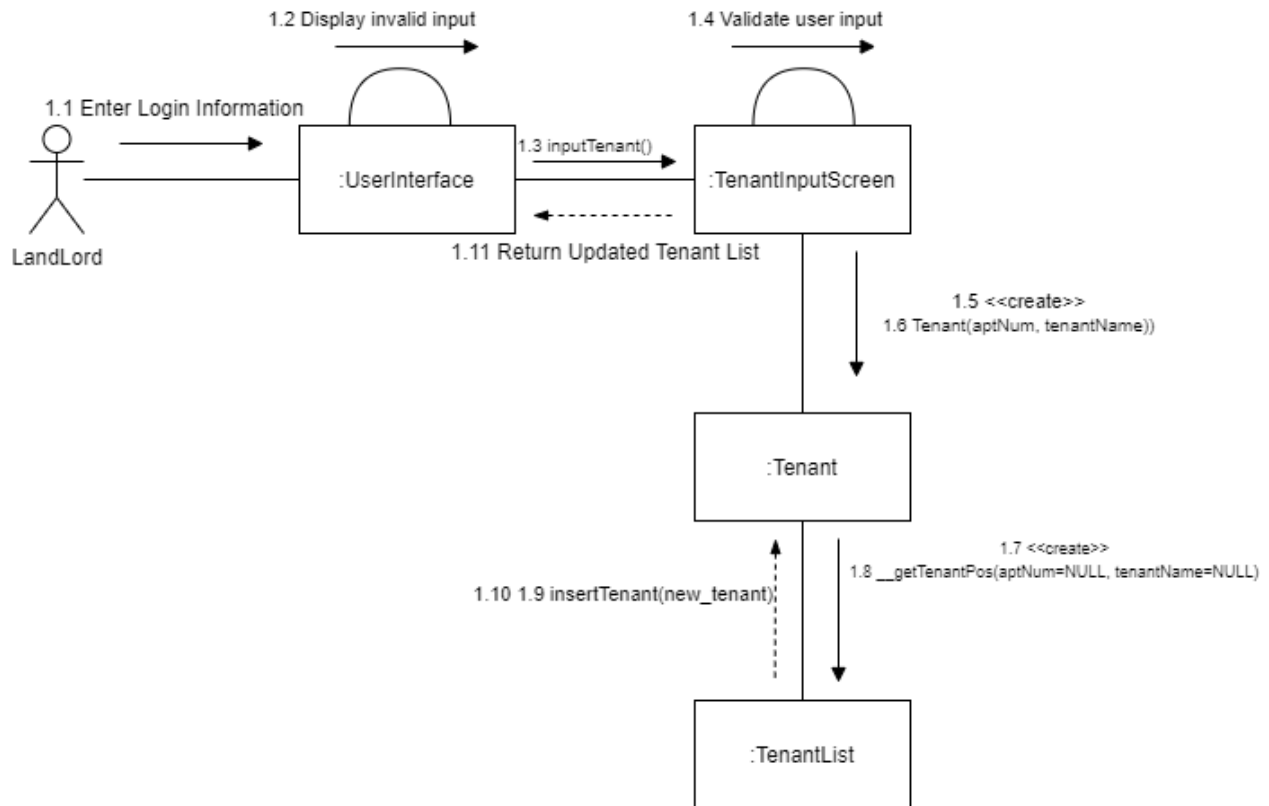 1.2 Display invalid input
1.4 Validate user input
1.1 Enter Login Information
1.3 inputTenant()
:UserInterface
:TenantInputScreen
LandLord
1.11 Return Updated Tenant List
1.5 <<create>>
1.6 Tenant(aptNum, tenantName))
:Tenant
1.7 <<create>>
1.8 __getTenantPos(aptNum=NULL, tenantName=NULL)
1.10 1.9 insertTenant(new_tenant)
:TenantList